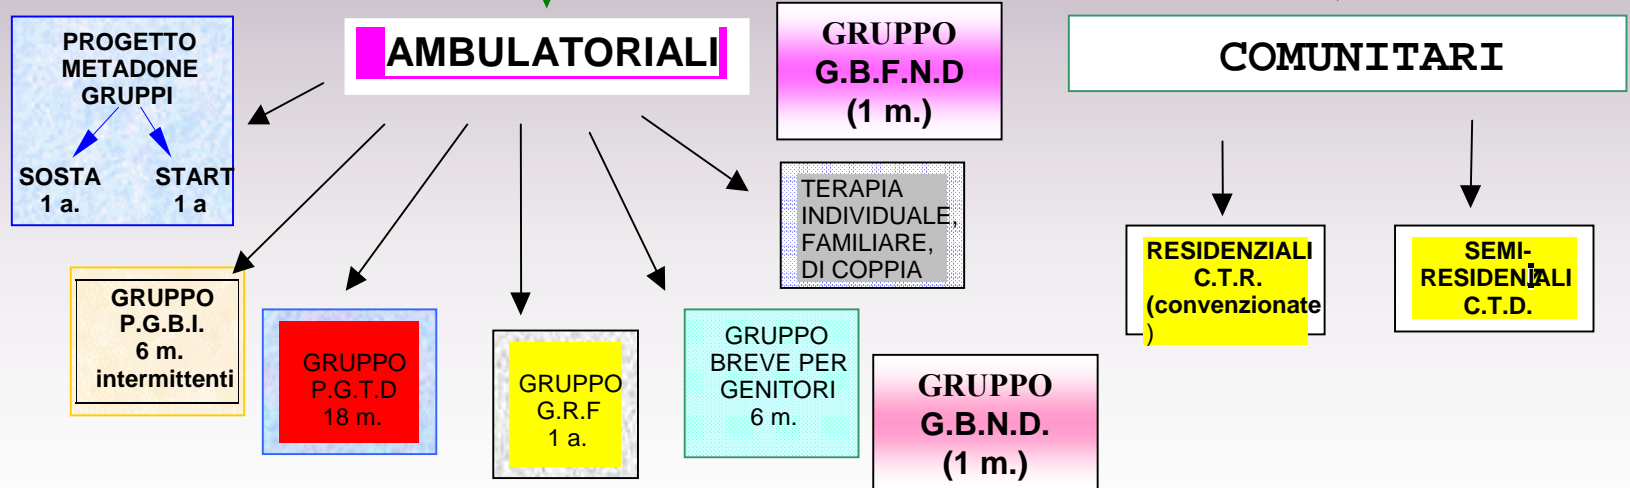 PROGETTO
METADONE
GRUPPI
SOSTA
1 a.
START
1 a
AMBULATORIALI
GRUPPO
G.B.F.N.D
(1 m.)
COMUNITARI
TERAPIA
INDIVIDUALE,
FAMILIARE,
DI COPPIA
RESIDENZIALI
C.T.R.
(convenzionate
)
SEMI-
RESIDENZIALI
C.T.D.
GRUPPO
P.G.B.I.
6 m.
intermittenti
GRUPPO
P.G.T.D
18 m.
GRUPPO
G.R.F
1 a.
GRUPPO
BREVE PER
GENITORI
6 m.
GRUPPO
G.B.N.D.
(1 m.)